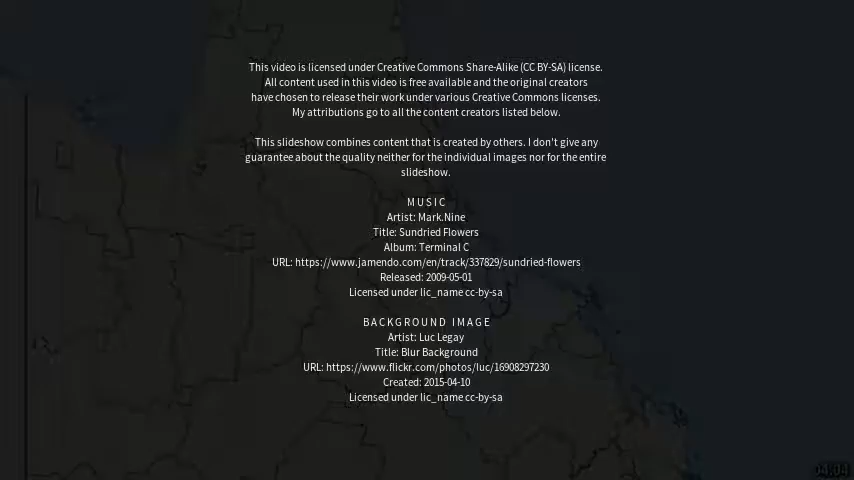 This video is licensed under Creative Commons Share-Alike (CC BY-SA) license.
All content used in this video is free available and the original creators
have chosen to release their work under various Creative Commons licenses.
My attributions go to all the content creators listed below.
This slideshow combines content that is created by others. I don't give any
guarantee about the quality neither for the individual images nor for the entire
slideshow.
MUSIC
Artist: Mark.Nine
Title: Sundried Flowers
Album: Terminal C
URL: https://www.jamendo.com/en/track/337829/sundried-flowers
Released: 2009-05-01
Licensed under lic_name cc-by-sa
BACKGROUND IMAGE
Artist: Luc Legay
Title: Blur Background
URL: https://www.flickr.com/photos/luc/16908297230
Created: 2015-04-10
Licensed under lic_name cc-by-sa
04:04